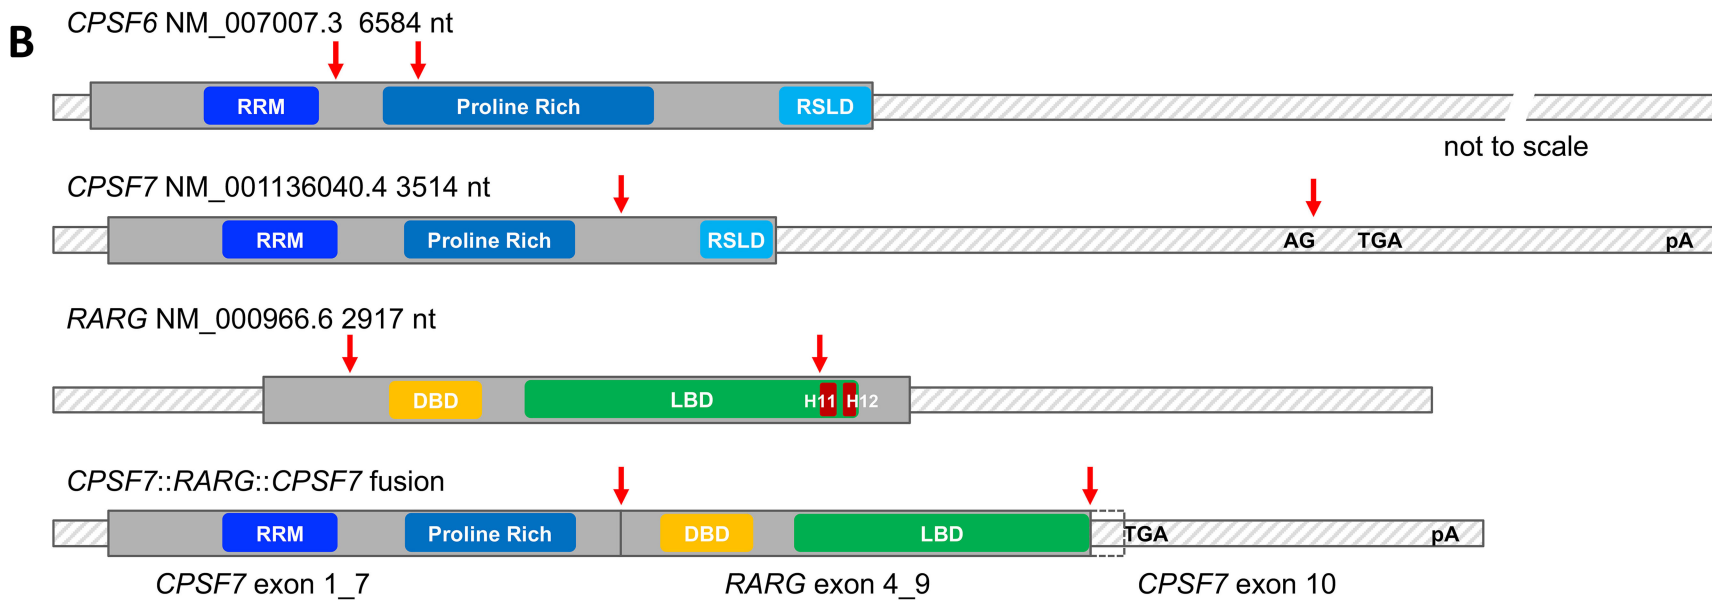 B
CPSF6 NM_007007.3 6584 nt
RRM Proline Rich RSLD
not to scale
CPSF7 NM_001136040.4 3514 nt
RRM Proline Rich RSLD AG TGA pA
RARG NM_000966.6 2917 nt
DBD LBD H11 H12
CPSF7::RARG::CPSF7 fusion
RRM Proline Rich DBD LBD TGA pA
CPSF7 exon 1_7 RARG exon 4_9 CPSF7 exon 10